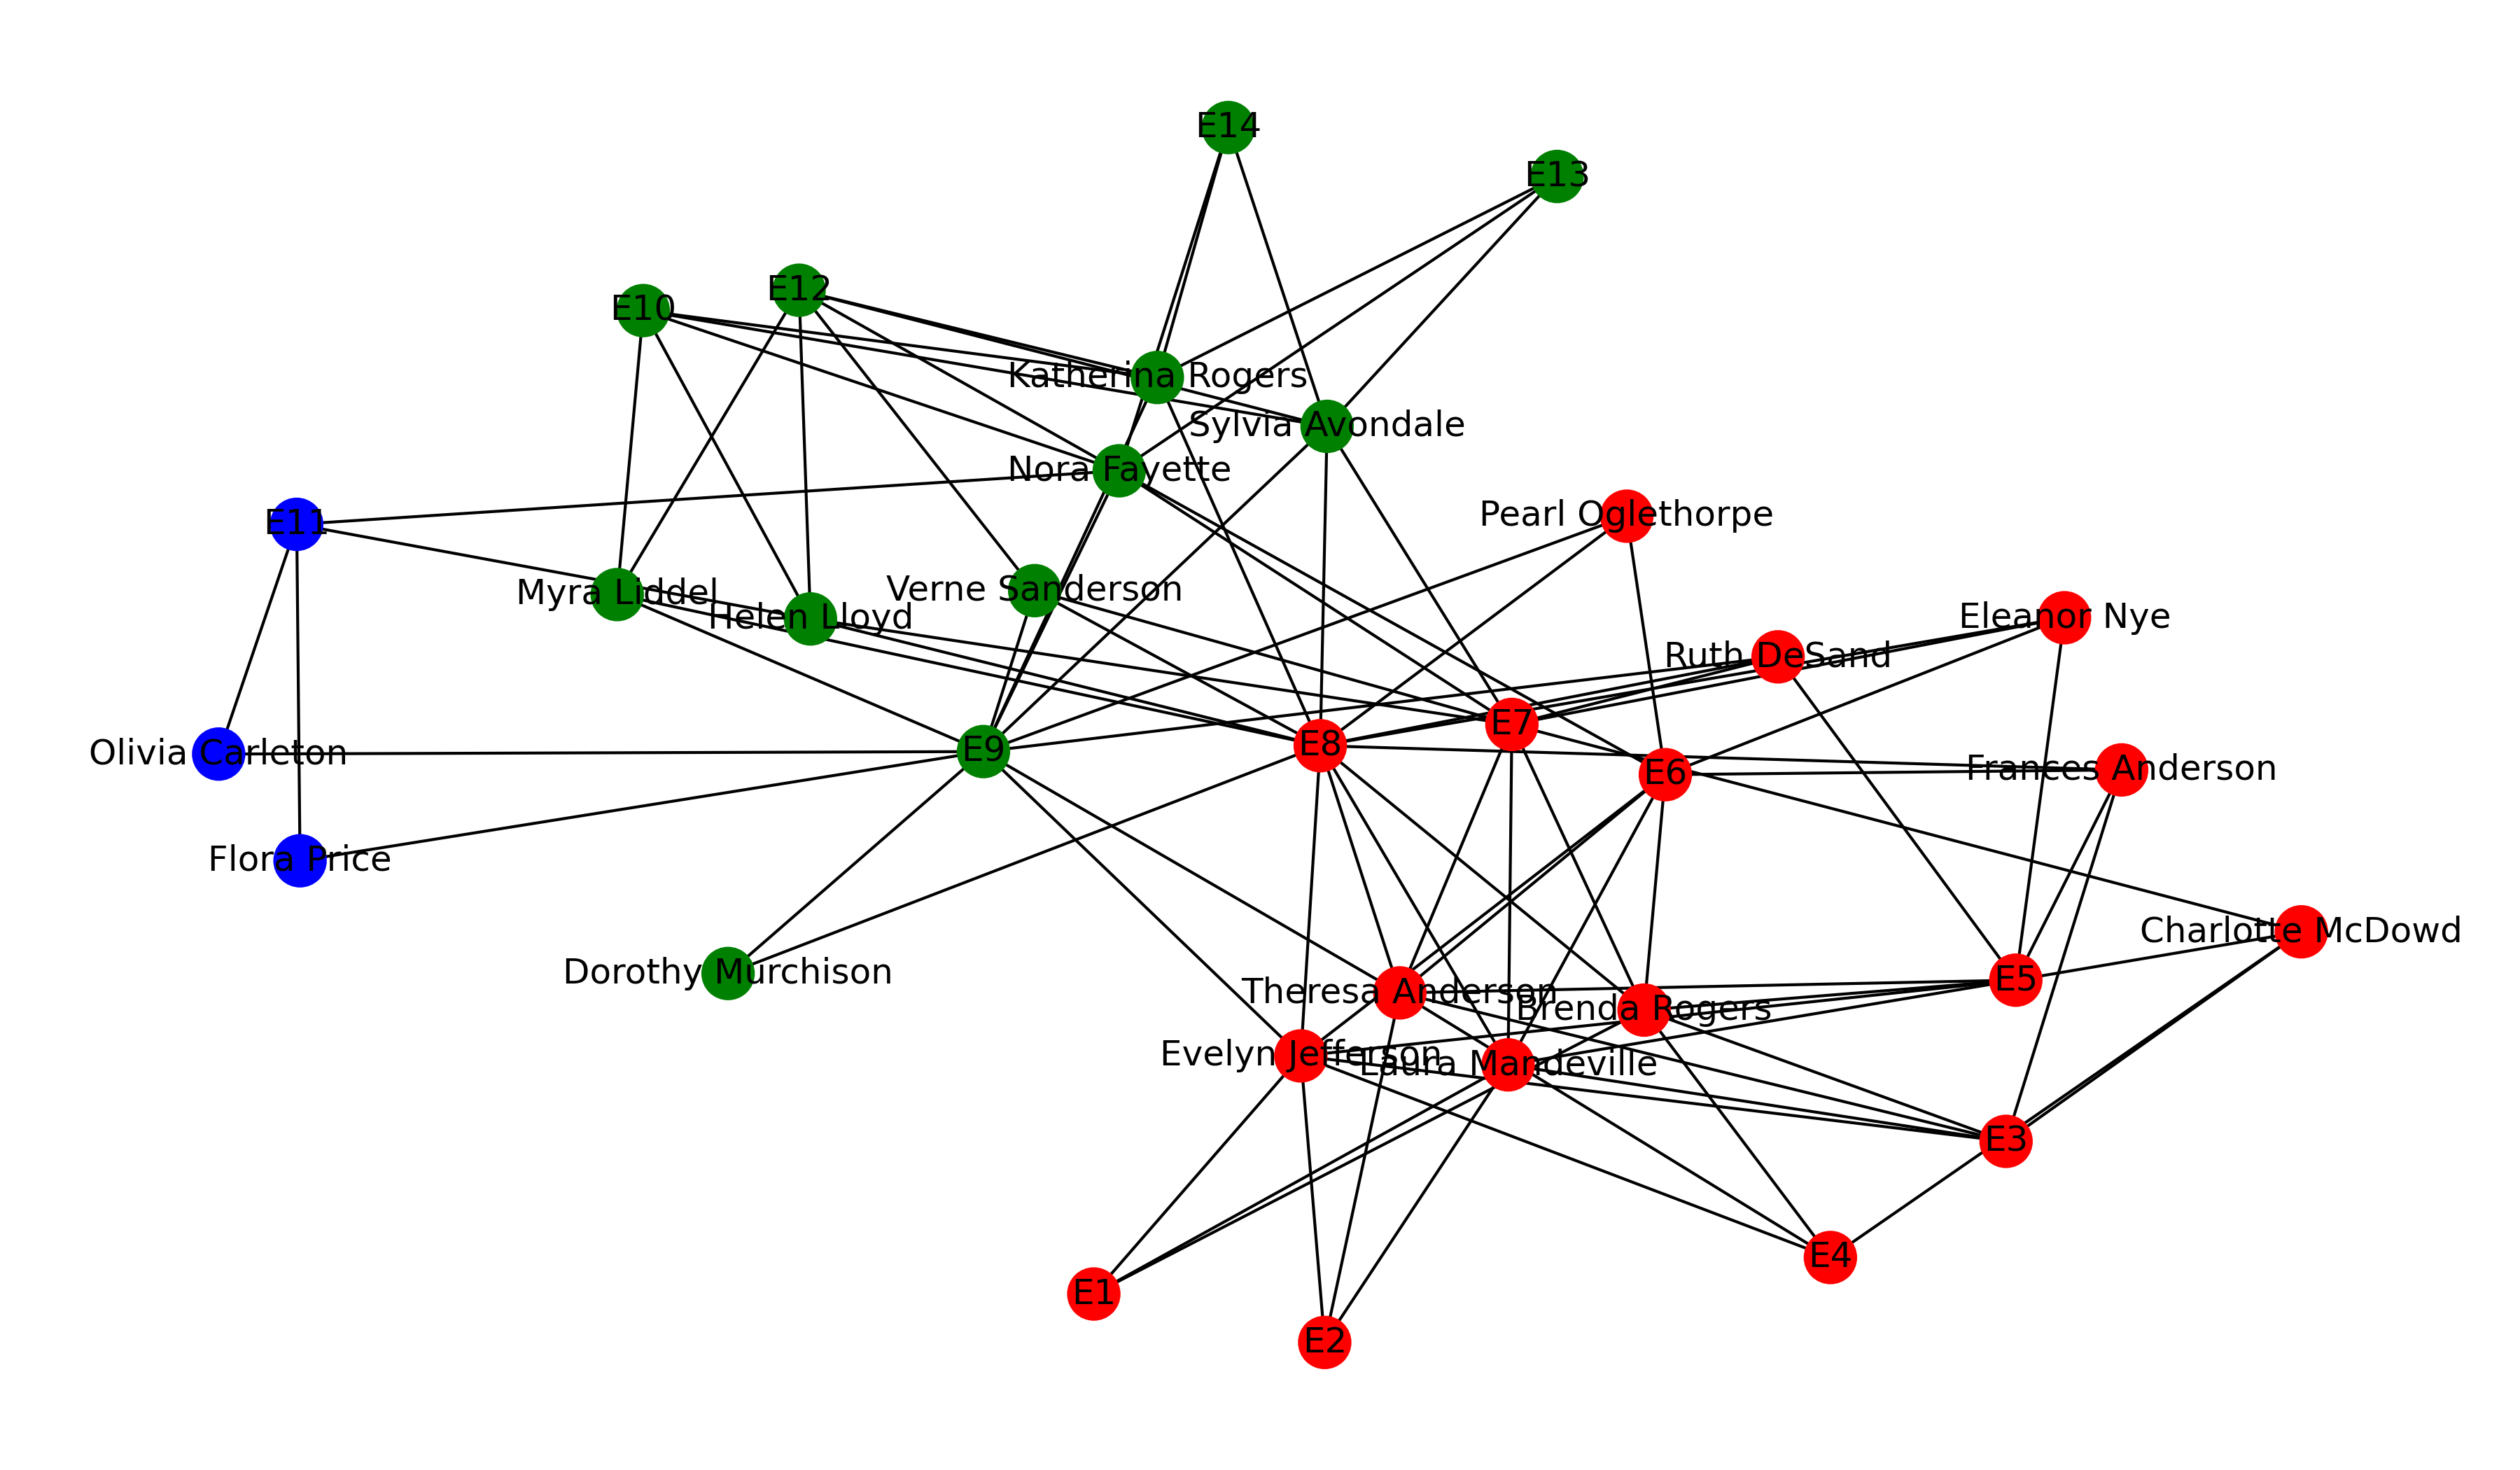 E14
E13
E12
E10
Katherina Rogers
Sylvia Avondale
Nora Fayette
Pearl Oglethorpe
E11
Verne Sanderson
Myra Liddel
Helen Lloyd
Eleanor Nye
Ruth DeSand
E7
E8
E9
Olivia Carleton
Frances Anderson
E6
Flora Price
Charlotte McDowd
Dorothy Murchison
E5
Theresa Anderson
Brenda Rogers
Evelyn Jefferson
Laura Mandeville
E3
E4
E1
E2